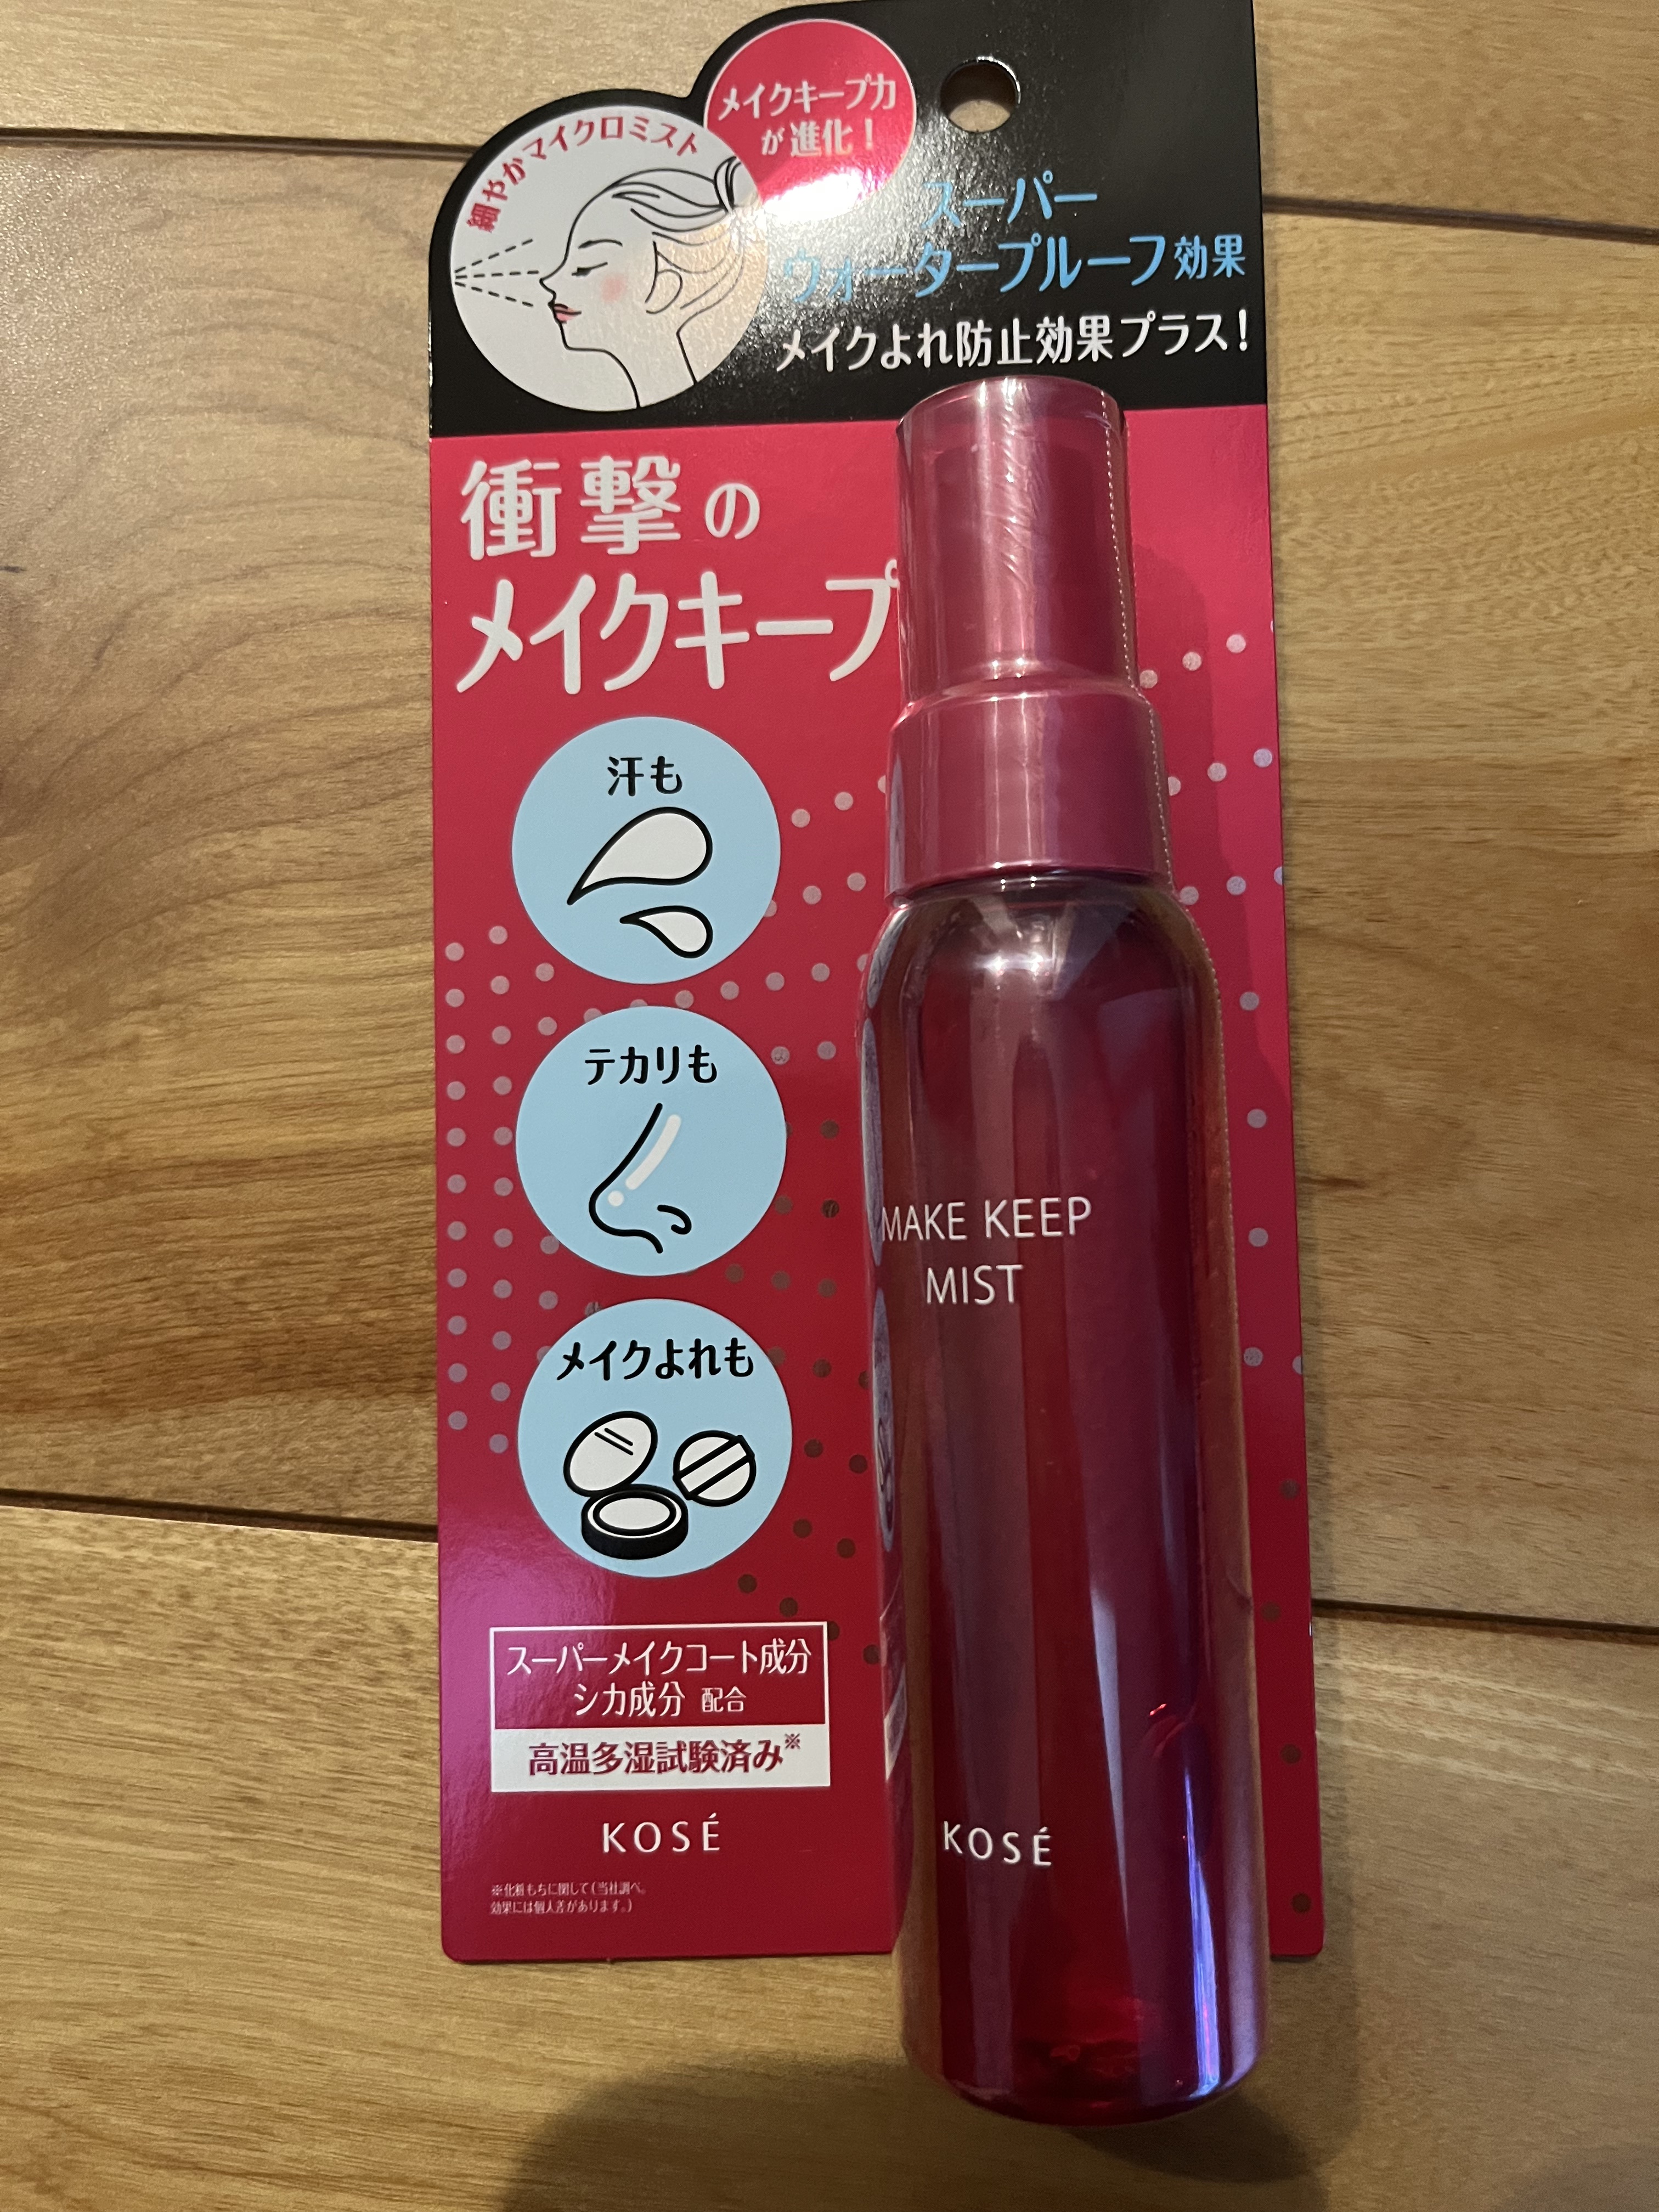 細やかマイクロミスト
メイクキープ力
が進化!
スーパー
ウォータープルーフ効果
メイクよれ防止効果プラス!
衝撃の
メイクキープ
汗も
テカリも
メイクよれも
スーパーメイクコート成分
シカ成分 配合
高温多湿試験済み※
KOSÉ
※化粧もちに関して(当社調べ。
効果には個人差があります。)
MAKE KEEP
MIST
KOSÉ